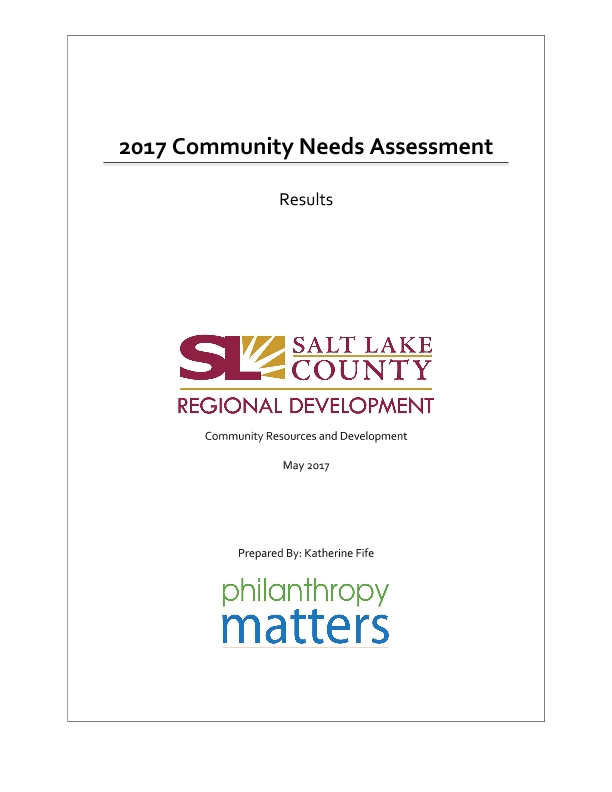 2017 Community Needs Assessment
Results
SL SALT LAKE
COUNTY
REGIONAL DEVELOPMENT
Community Resources and Development
May 2017
Prepared By: Katherine Fife
philanthropy
matters